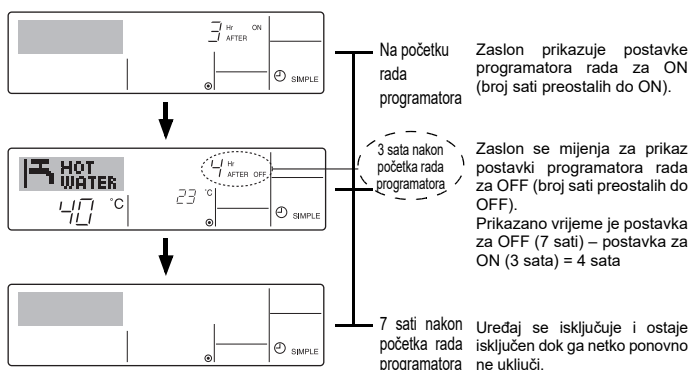 3 Hr ON
AFTER
SIMPLE
Na početku
rada
programatora
Zaslon prikazuje postavke
programatora rada za ON
(broj sati preostalih do ON).
HOT
WATER
4 Hr
AFTER OFF
40 °C
23 °C
SIMPLE
3 sata nakon
početka rada
programatora
Zaslon se mijenja za prikaz
postavki programatora rada
za OFF (broj sati preostalih do
OFF).
Prikazano vrijeme je postavka
za OFF (7 sati) – postavka za
ON (3 sata) = 4 sata
SIMPLE
7 sati nakon
početka rada
programatora
Uređaj se isključuje i ostaje
isključen dok ga netko ponovno
ne uključi.